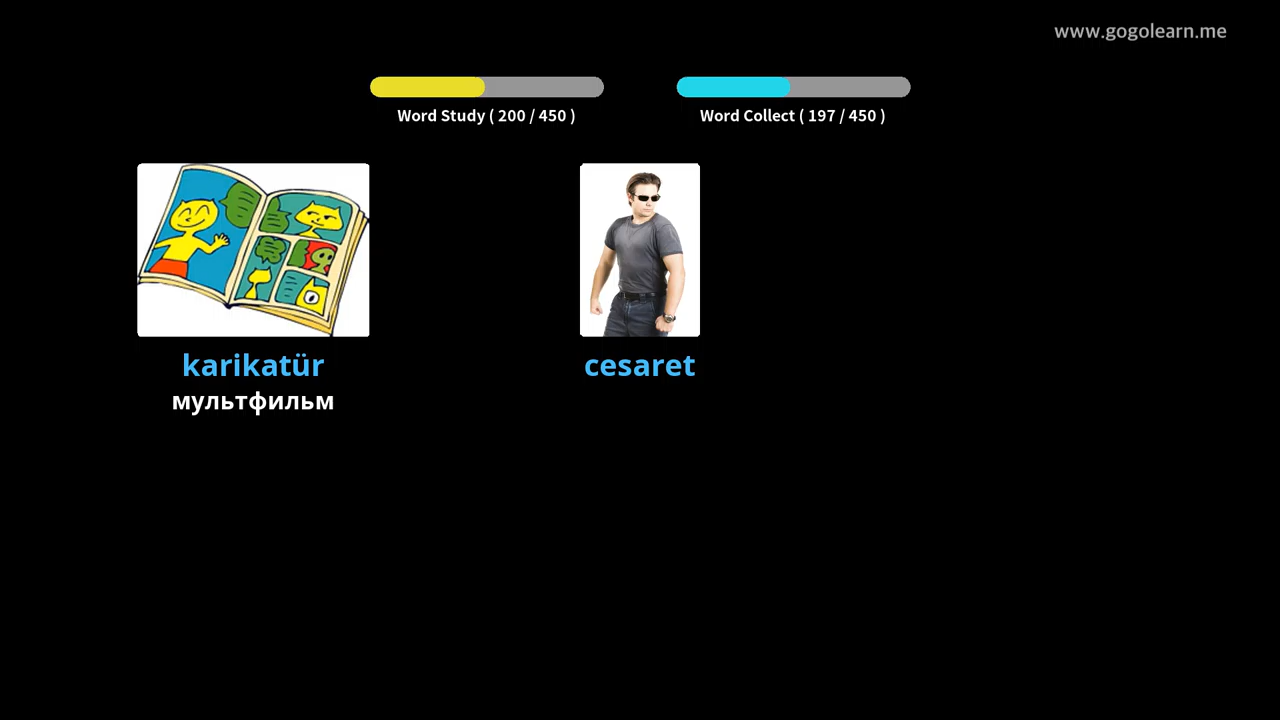 www.gogolearn.me
Word Study ( 200 / 450 )
Word Collect ( 197 / 450 )
karikatür
мультфильм
cesaret